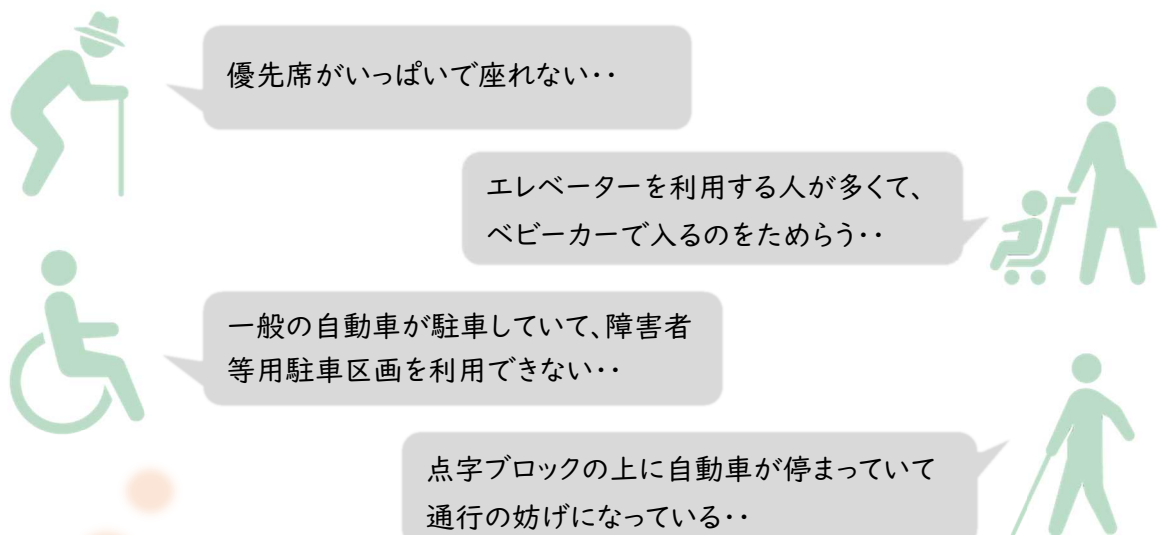 優先席がいっぱいで座れない・・
エレベーターを利用する人が多くて、
ベビーカーで入るのをためらう・・
一般の自動車が駐車していて、障害者
等用駐車区画を利用できない・・
点字ブロックの上に自動車が停まっていて
通行の妨げになっている・・